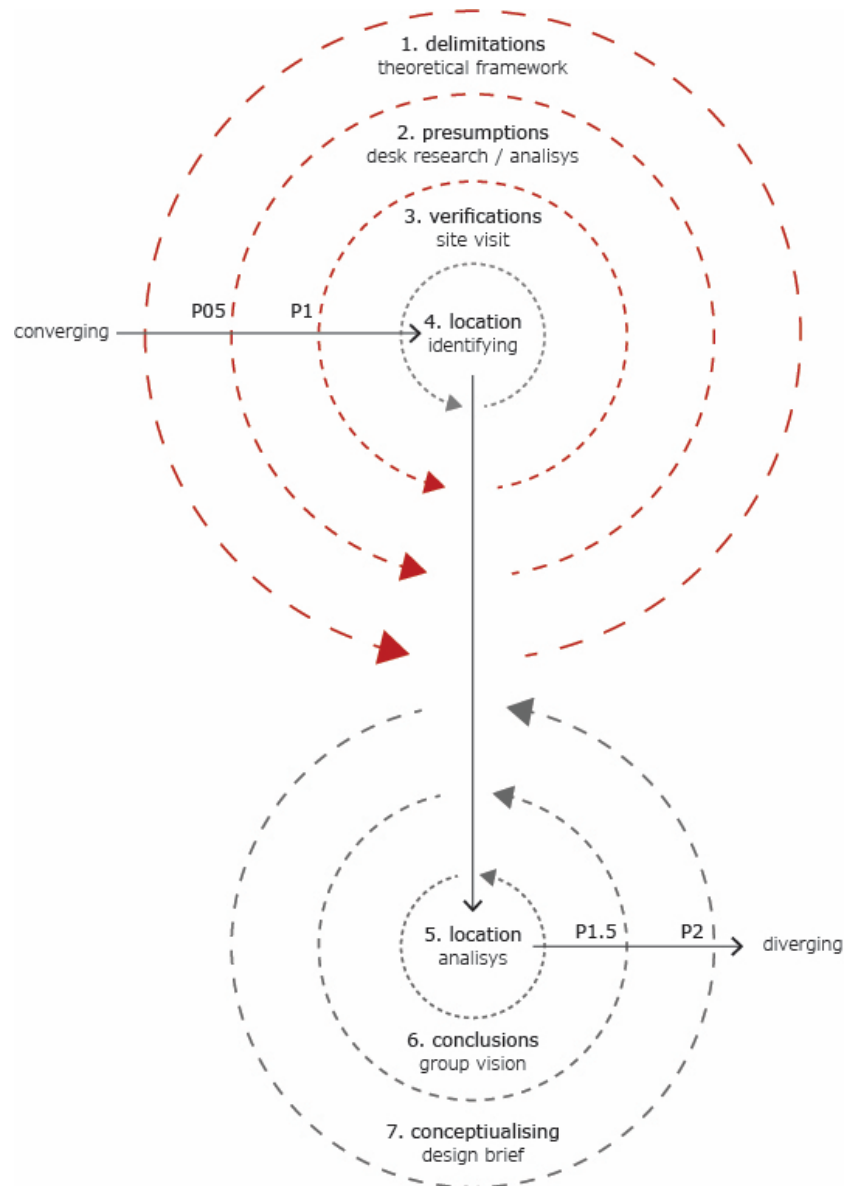 1. delimitations
theoretical framework
2. presumptions
desk research / analisys
3. verifications
site visit
P05
P1
converging
4. location
identifying
5. location
analisys
P1.5
P2
diverging
6. conclusions
group vision
7. conceptiualising
design brief